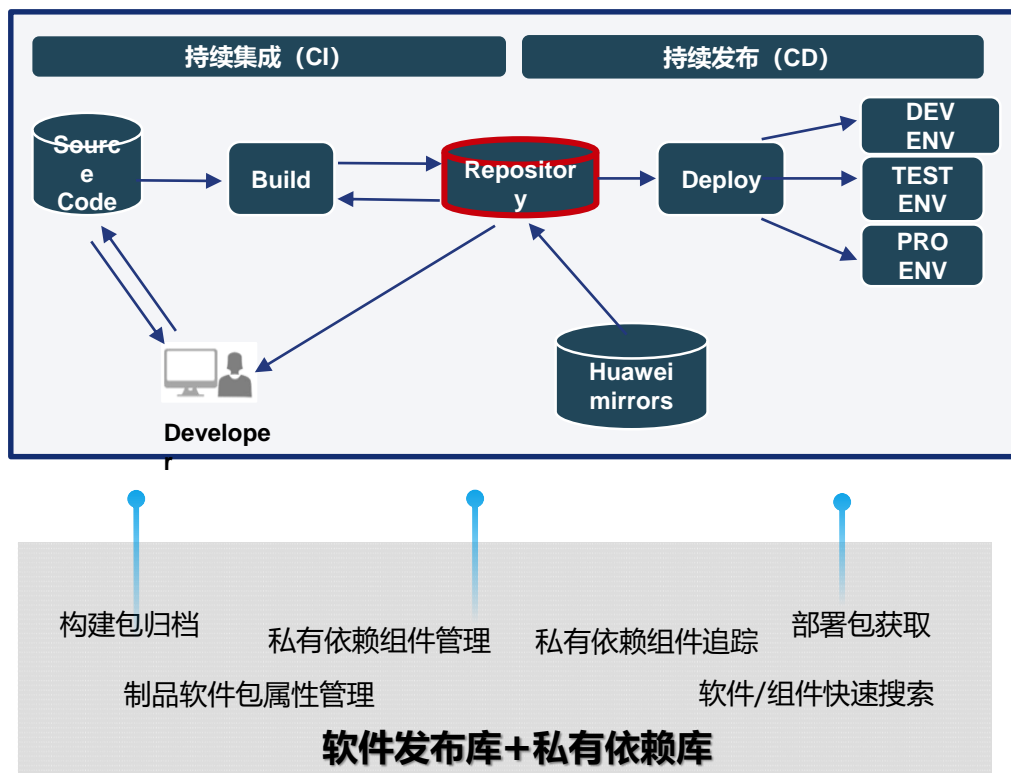 持续集成（CI）
持续发布（CD）
Sourc
e
Code
Build
Repositor
y
Deploy
DEV
ENV
TEST
ENV
PRO
ENV
Huawei
mirrors
Develope
r
构建包归档
私有依赖组件管理
私有依赖组件追踪
部署包获取
制品软件包属性管理
软件/组件快速搜索
软件发布库+私有依赖库